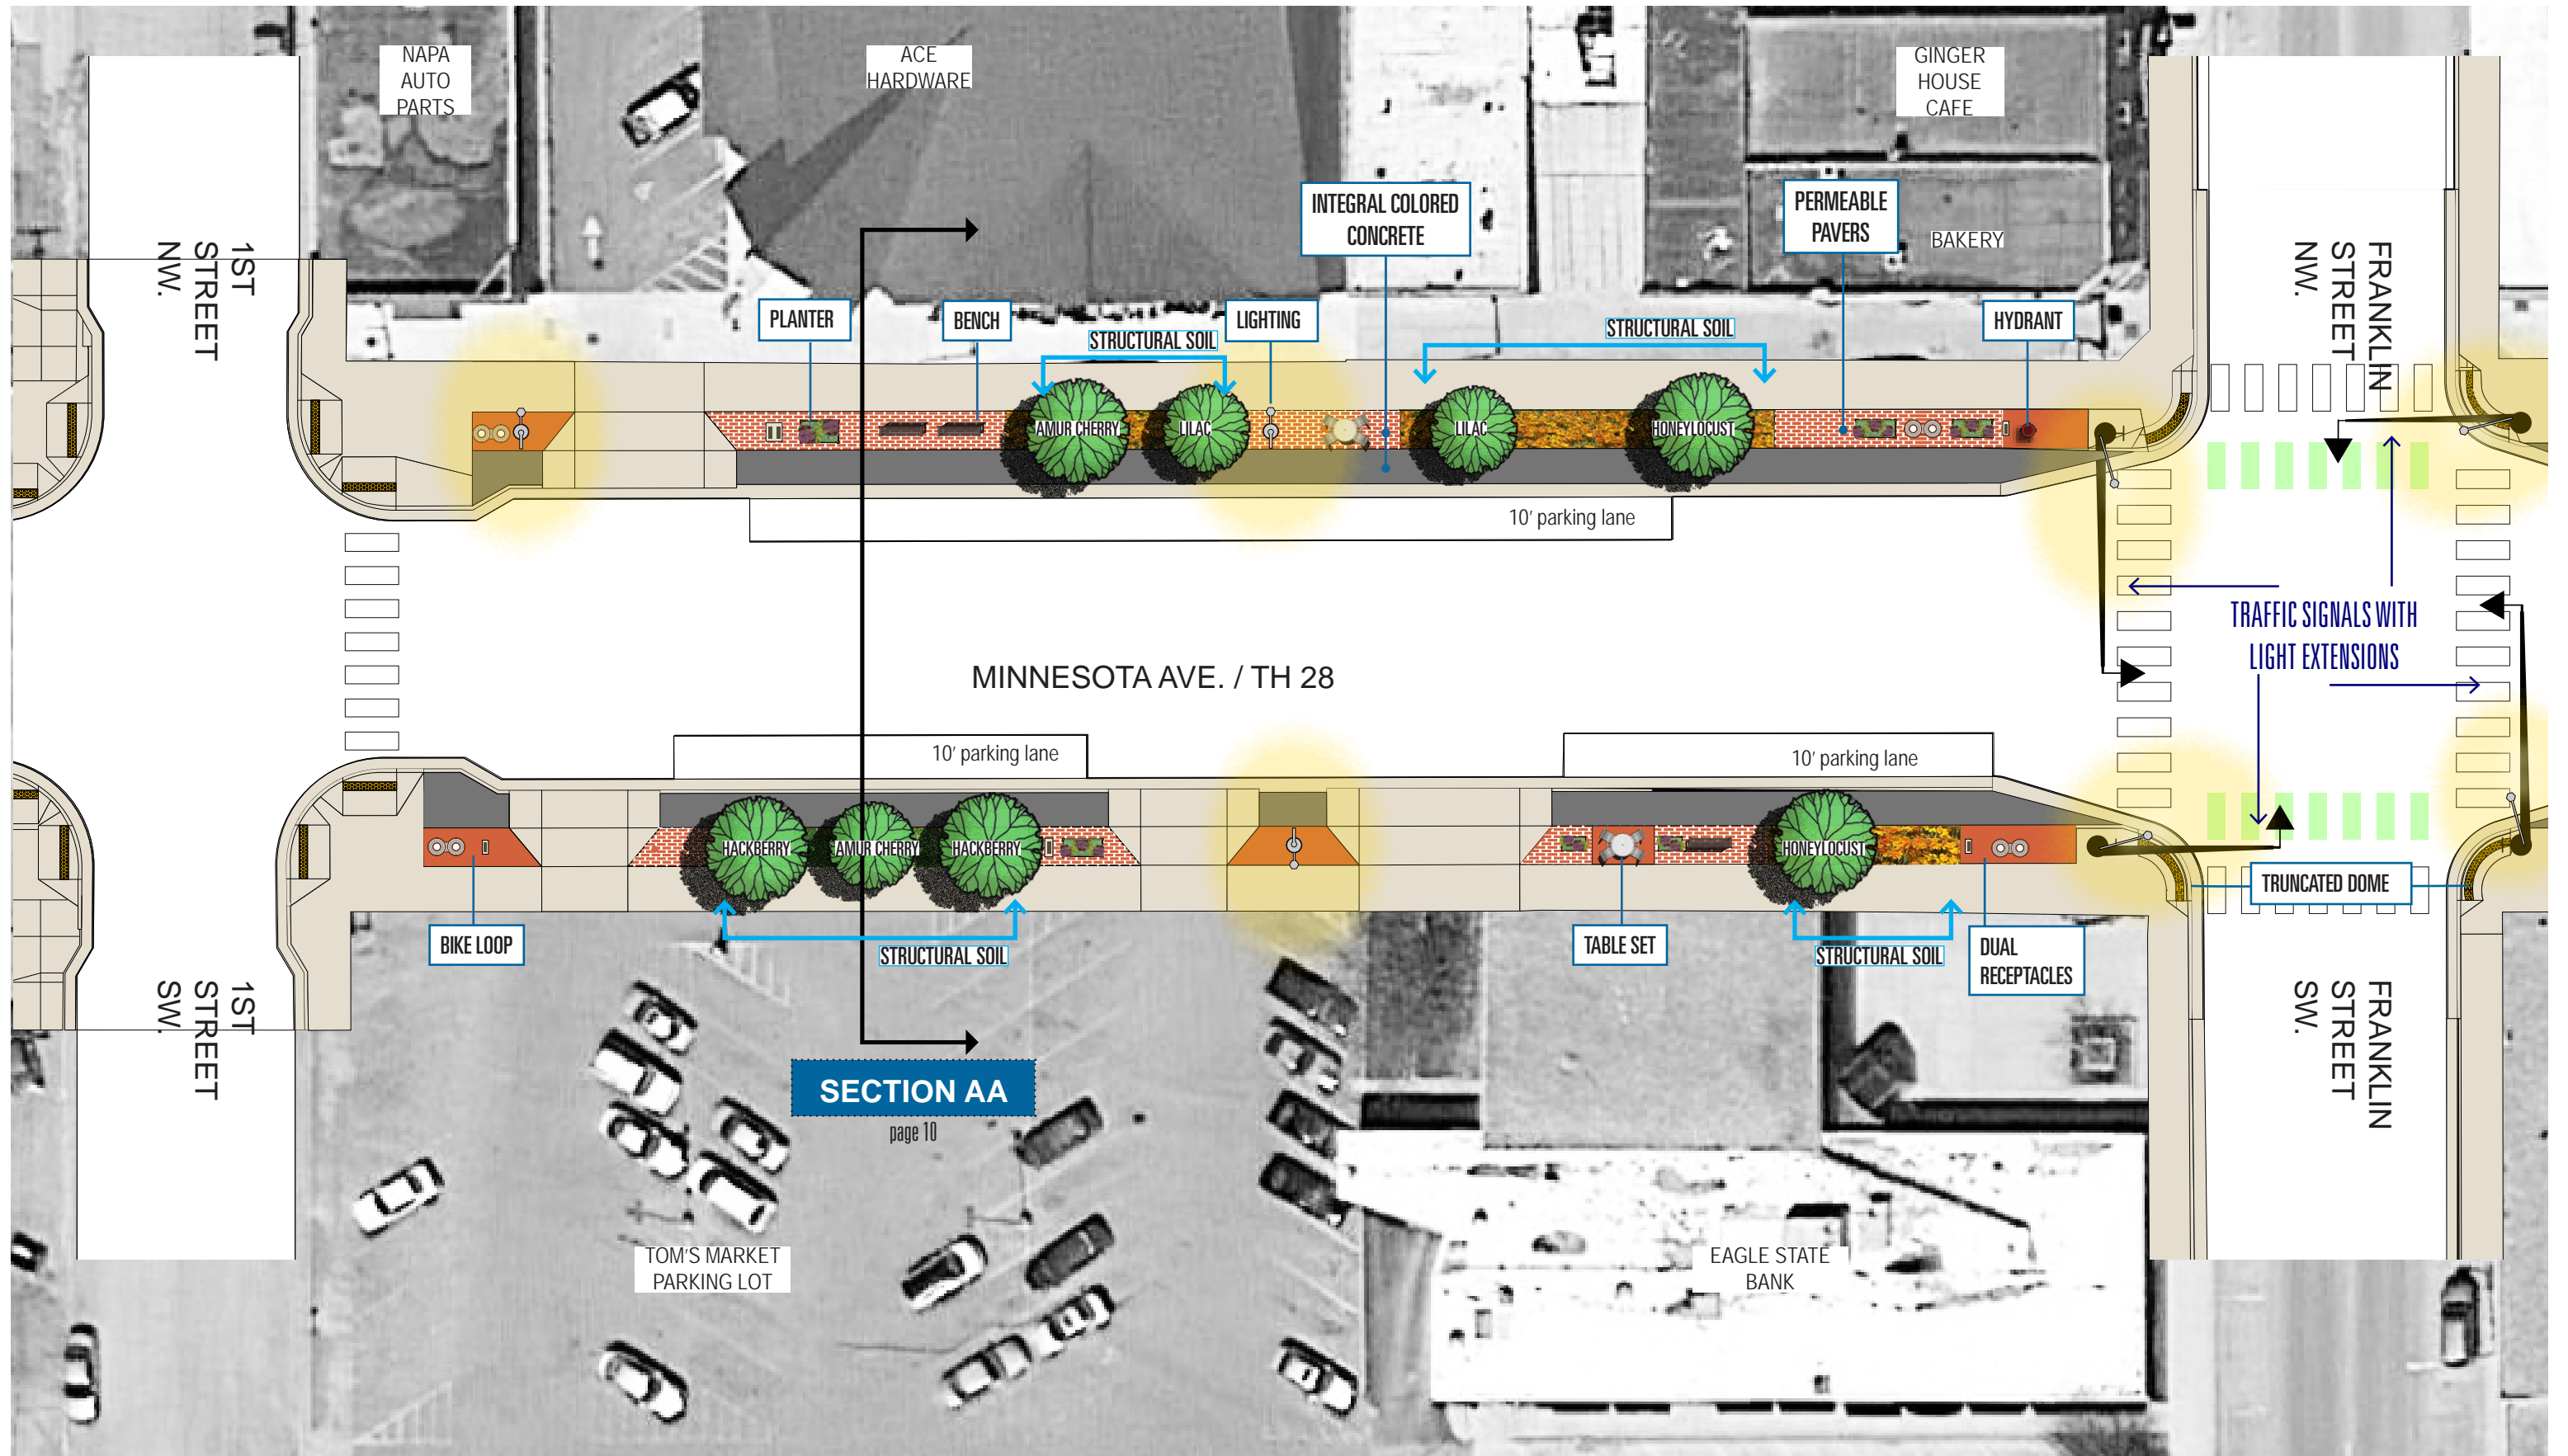 NAPA
AUTO
PARTS
ACE
HARDWARE
GINGER
HOUSE
CAFE
INTEGRAL COLORED
CONCRETE
PERMEABLE
PAVERS
BAKERY
1ST
STREET
NW.
FRANKLIN
STREET
NW.
PLANTER
BENCH
LIGHTING
HYDRANT
STRUCTURAL SOIL
STRUCTURAL SOIL
AMUR CHERRY
LILAC
LILAC
HONEYLOCUST
10' parking lane
TRAFFIC SIGNALS WITH
LIGHT EXTENSIONS
MINNESOTA AVE. / TH 28
10' parking lane
10' parking lane
HACKBERRY
AMUR CHERRY
HACKBERRY
HONEYLOCUST
TRUNCATED DOME
BIKE LOOP
STRUCTURAL SOIL
TABLE SET
STRUCTURAL SOIL
DUAL
RECEPTACLES
1ST
STREET
SW.
FRANKLIN
STREET
SW.
SECTION AA
page 10
TOM'S MARKET
PARKING LOT
EAGLE STATE
BANK